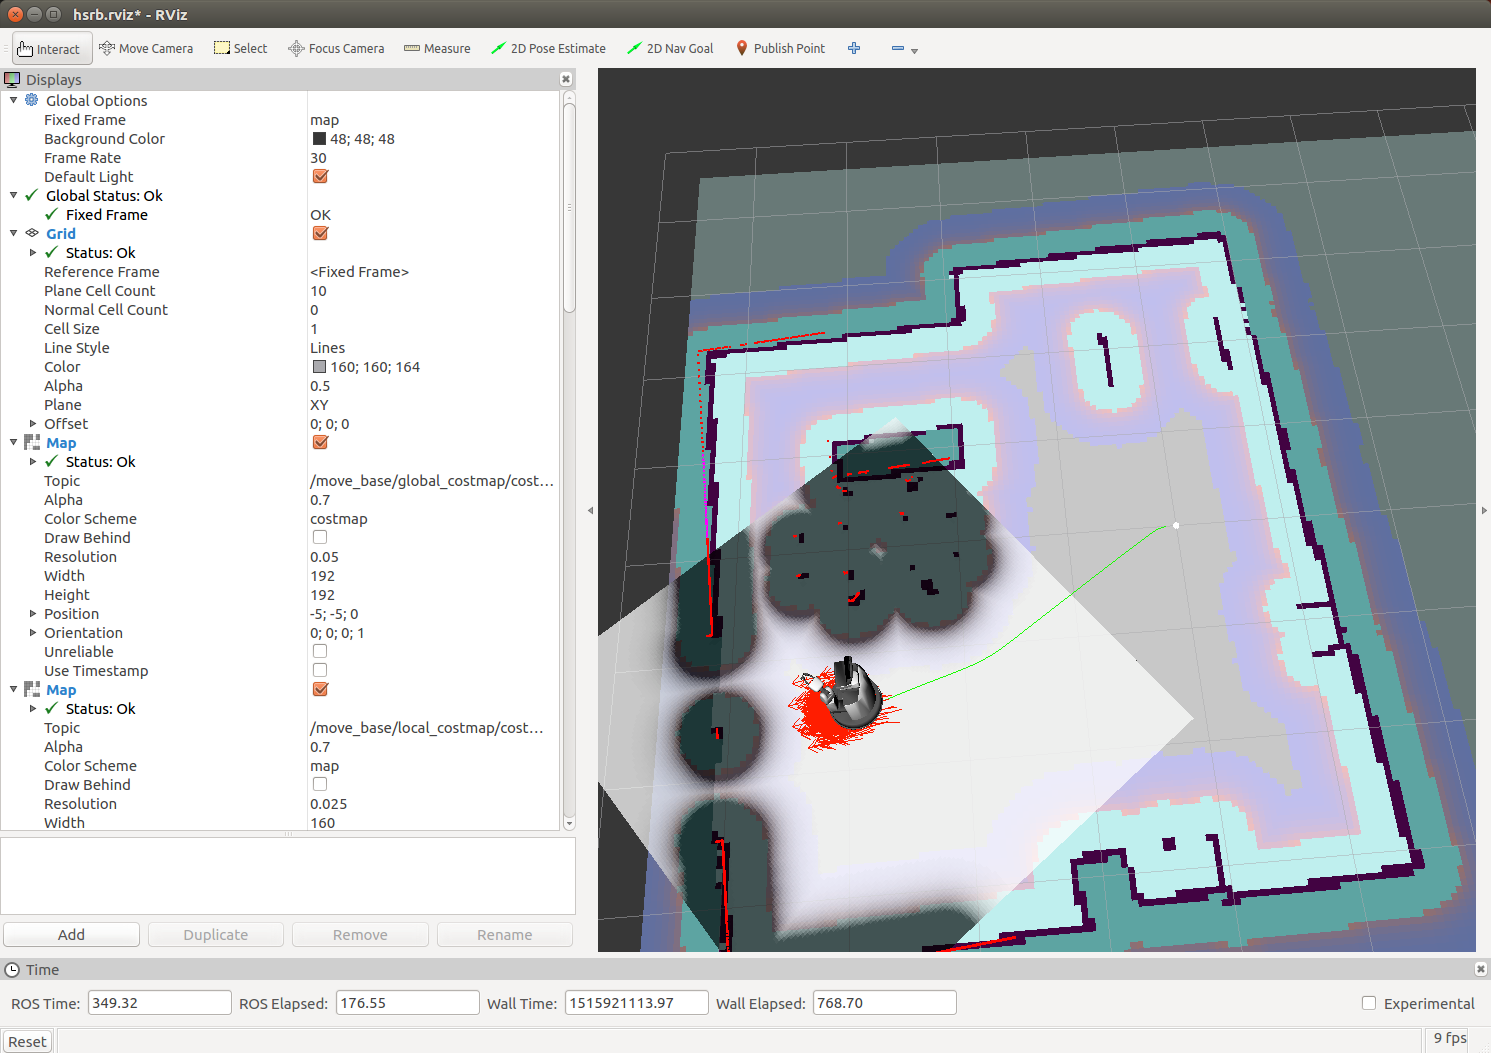 hsrb.rviz* - RViz
Interact Move Camera Select Focus Camera Measure 2D Pose Estimate 2D Nav Goal Publish Point
Displays
Global Options
Fixed Frame map
Background Color 48; 48; 48
Frame Rate 30
Default Light
Global Status: Ok
Fixed Frame OK
Grid
Status: Ok
Reference Frame <Fixed Frame>
Plane Cell Count 10
Normal Cell Count 0
Cell Size 1
Line Style Lines
Color 160; 160; 164
Alpha 0.5
Plane XY
Offset 0; 0; 0
Map
Status: Ok
Topic /move_base/global_costmap/cost...
Alpha 0.7
Color Scheme costmap
Draw Behind
Resolution 0.05
Width 192
Height 192
Position -5; -5; 0
Orientation 0; 0; 0; 1
Unreliable
Use Timestamp
Map
Status: Ok
Topic /move_base/local_costmap/cost...
Alpha 0.7
Color Scheme map
Draw Behind
Resolution 0.025
Width 160
Add Duplicate Remove Rename
Time
ROS Time: 349.32 ROS Elapsed: 176.55 Wall Time: 1515921113.97 Wall Elapsed: 768.70 Experimental
Reset 9 fps